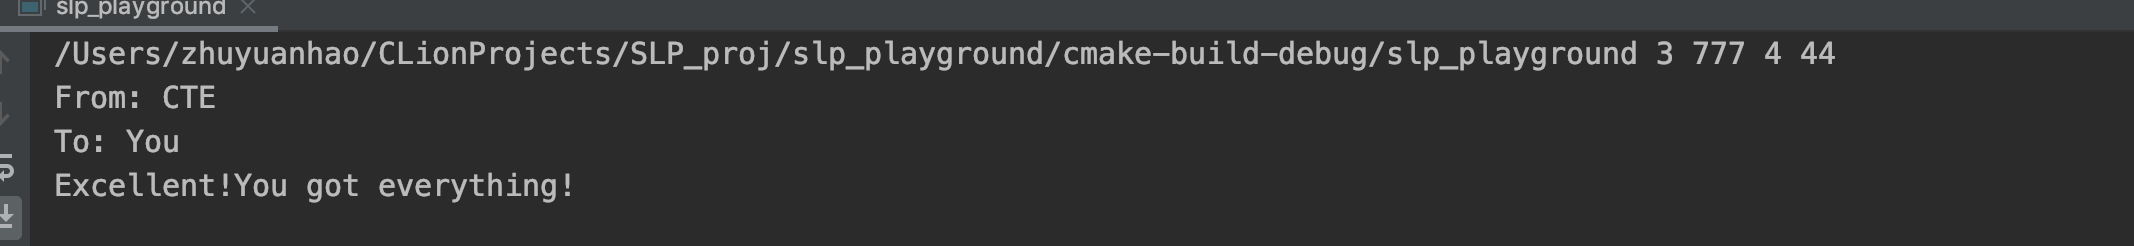 slp_playground
/Users/zhuyuanhao/CLionProjects/SLP_proj/slp_playground/cmake-build-debug/slp_playground 3 777 4 44
From: CTE
To: You
Excellent!You got everything!